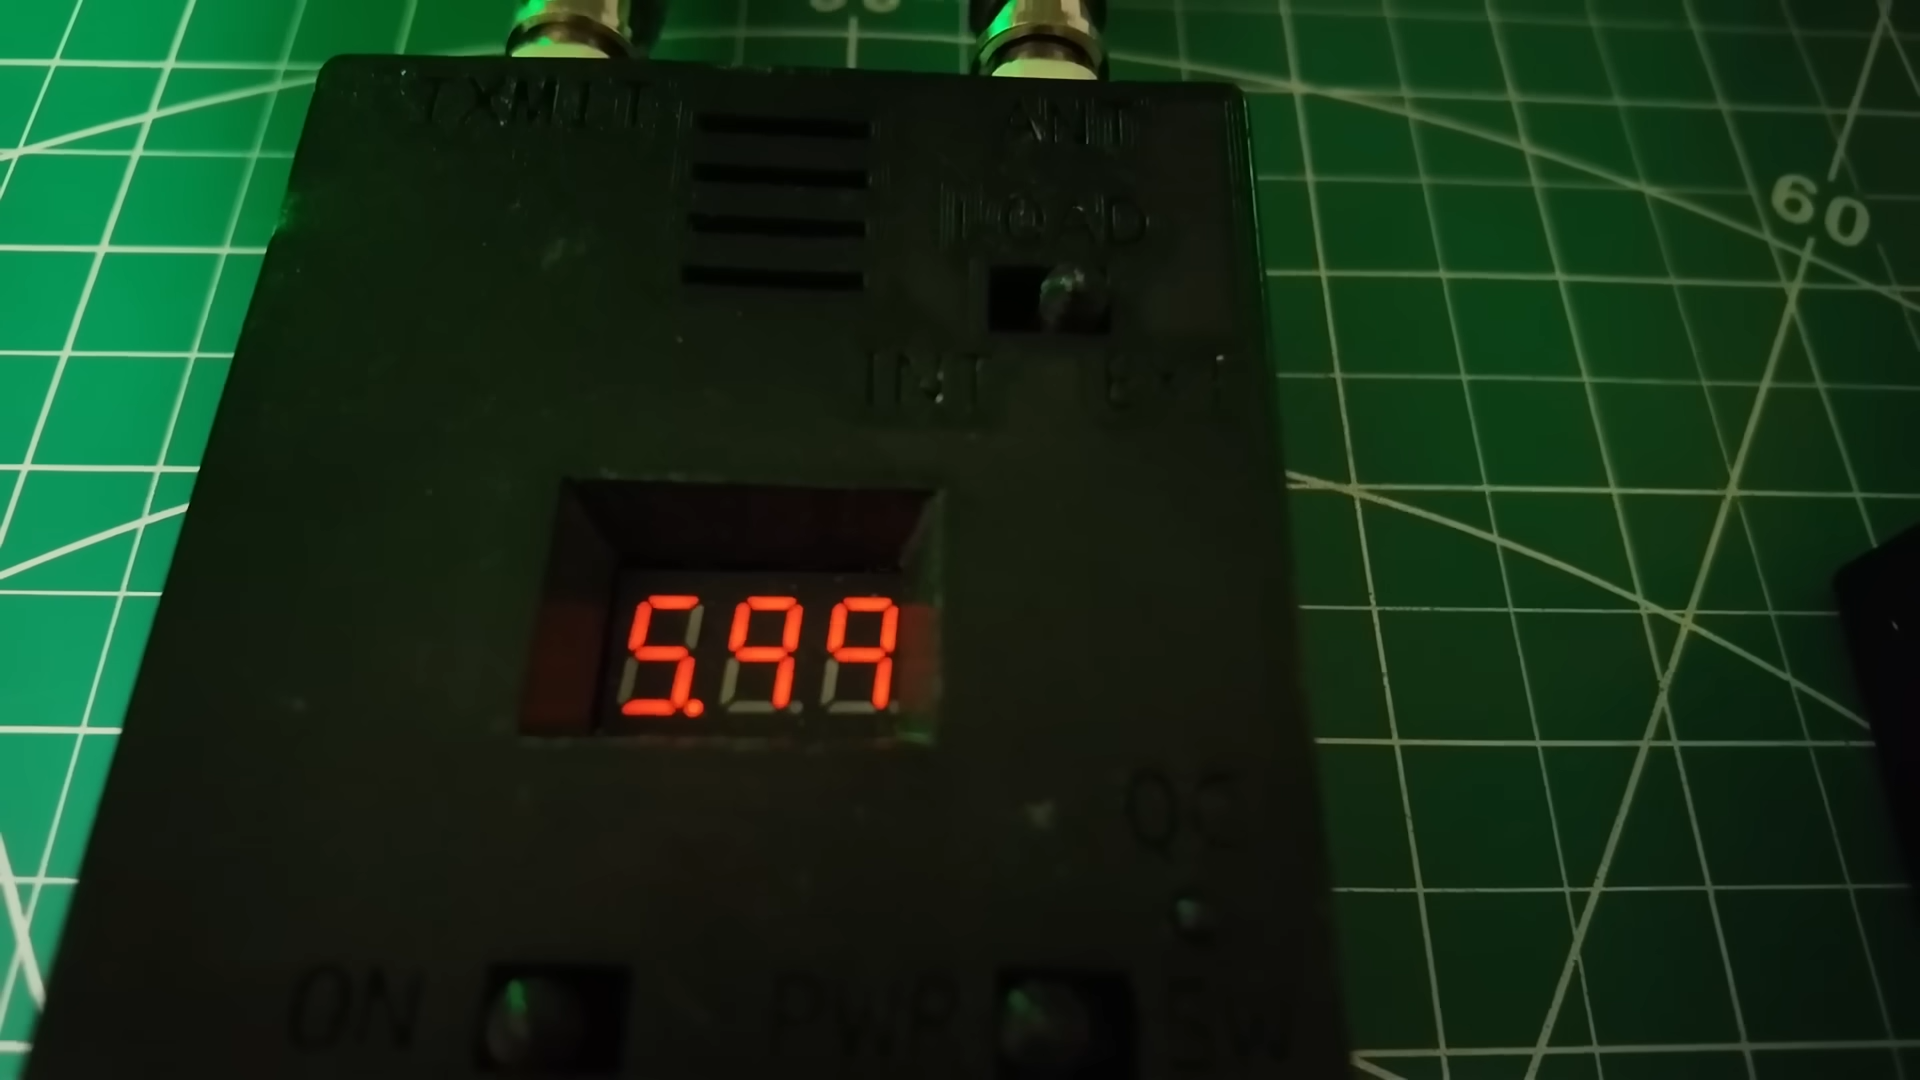 TXMIT ANT
LOAD
60
INT EXT
5.99
ON PWR SW